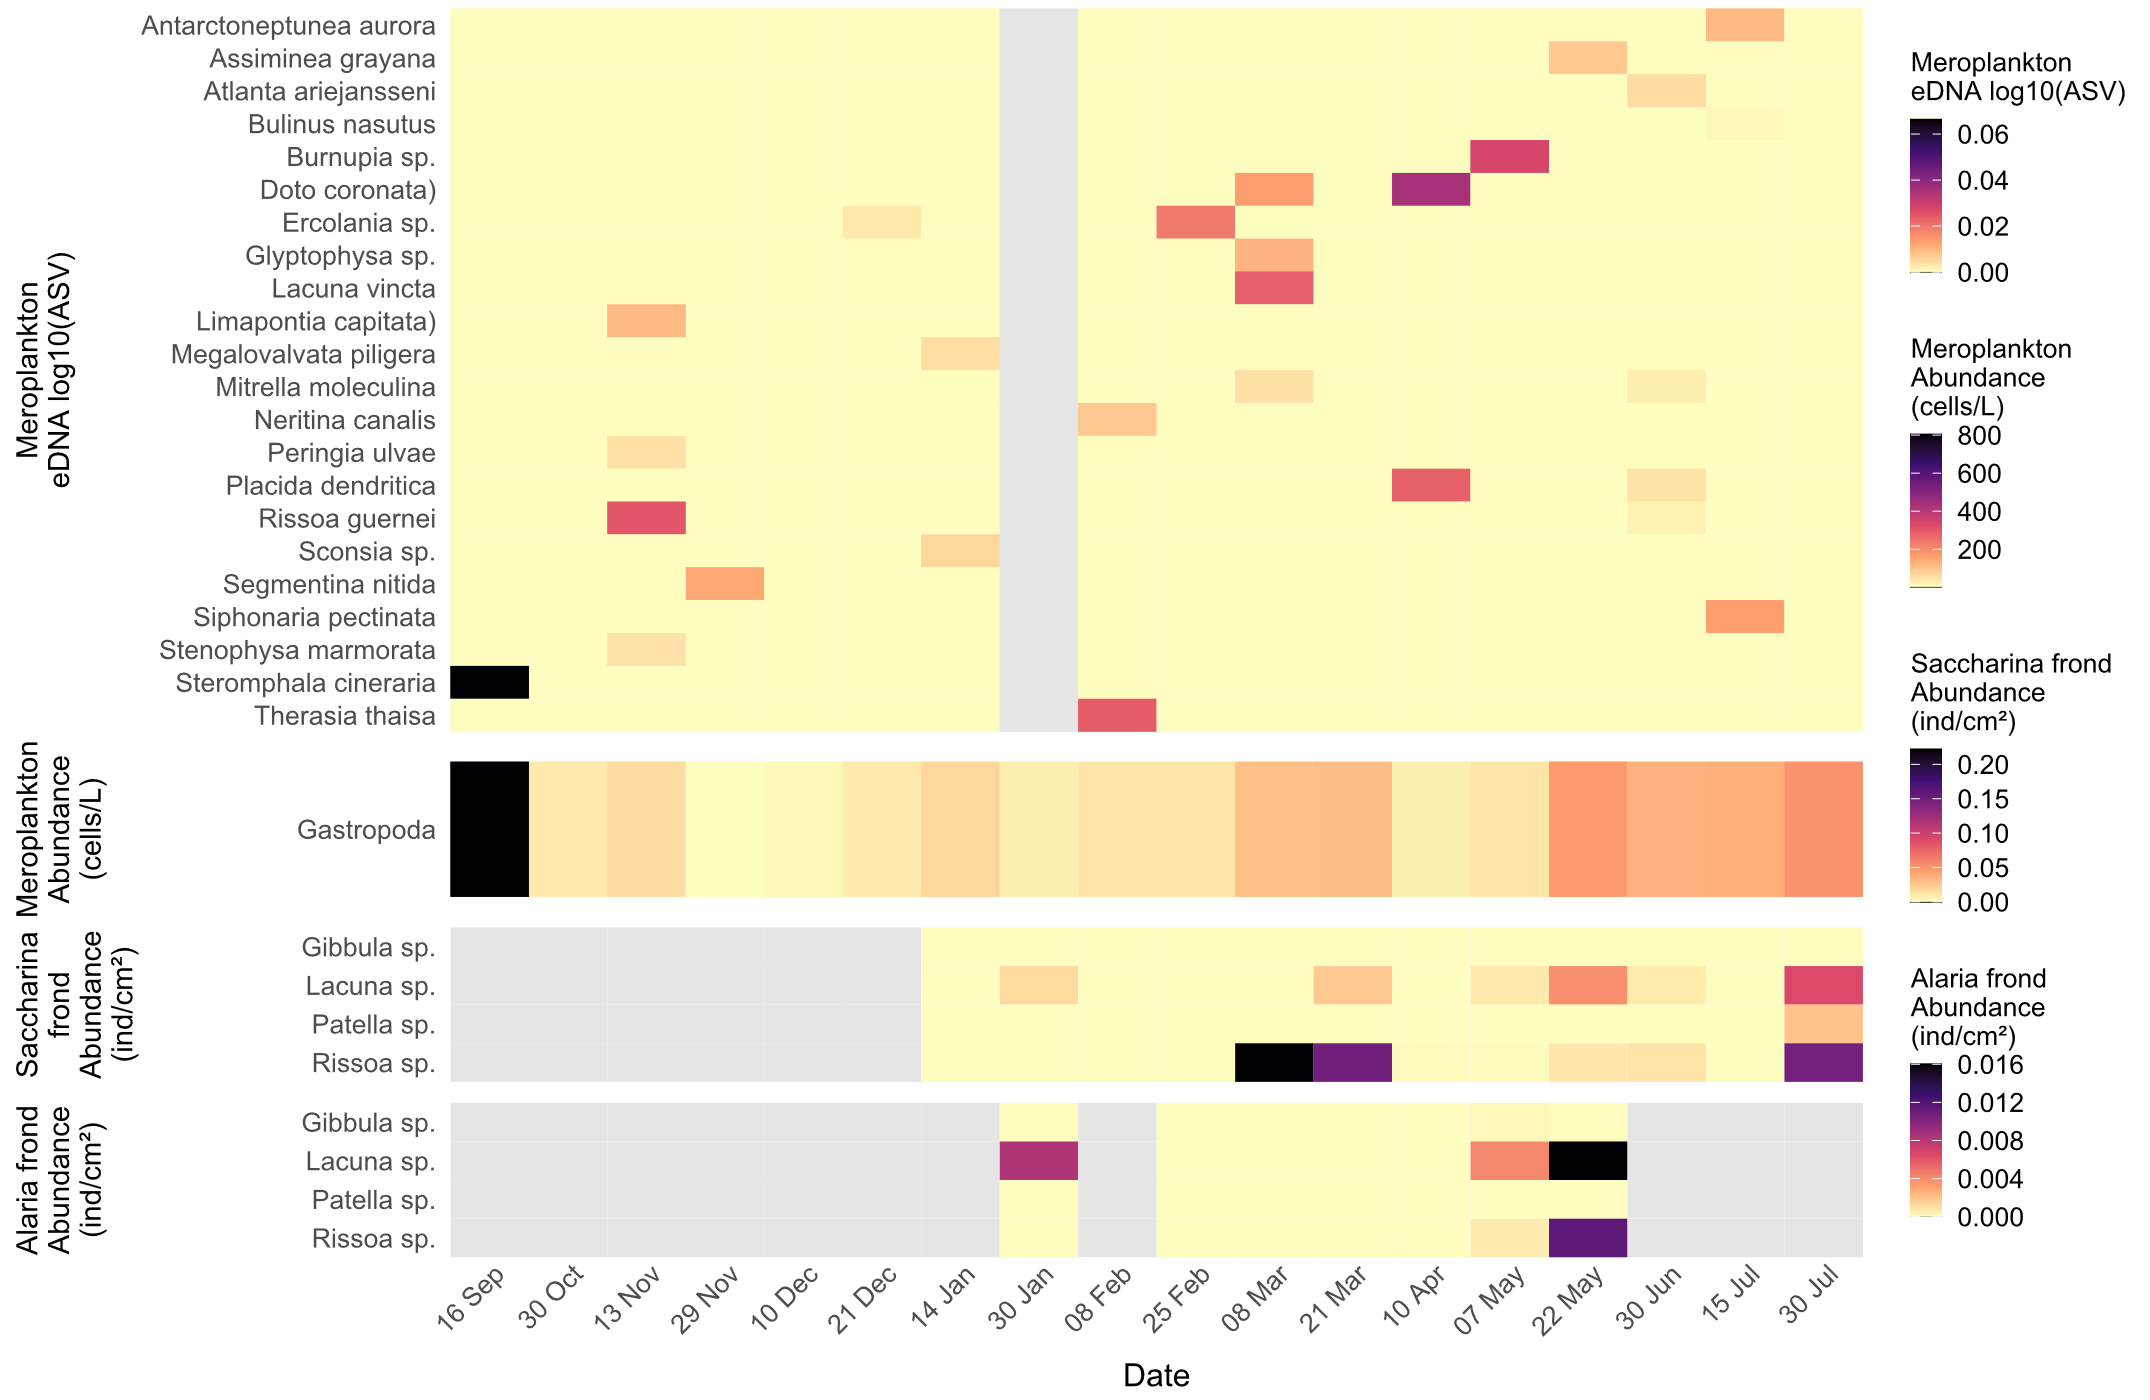 Antarctoneptunea aurora
Assiminea grayana
Atlanta ariejansseni
Bulinus nasutus
Burnupia sp.
Doto coronata)
Ercolania sp.
Glyptophysa sp.
Lacuna vincta
Limapontia capitata)
Megalovalvata piligera
Mitrella moleculina
Neritina canalis
Peringia ulvae
Placida dendritica
Rissoa guernei
Sconsia sp.
Segmentina nitida
Siphonaria pectinata
Stenophysa marmorata
Steromphala cineraria
Therasia thaisa
Meroplankton
eDNA log10(ASV)
Gastropoda
Meroplankton
Abundance
(cells/L)
Gibbula sp.
Lacuna sp.
Patella sp.
Rissoa sp.
Saccharina
frond
Abundance
(ind/cm²)
Gibbula sp.
Lacuna sp.
Patella sp.
Rissoa sp.
Alaria frond
Abundance
(ind/cm²)
16 Sep
30 Oct
13 Nov
29 Nov
10 Dec
21 Dec
14 Jan
30 Jan
08 Feb
25 Feb
08 Mar
21 Mar
10 Apr
07 May
22 May
30 Jun
15 Jul
30 Jul
Date
Meroplankton
eDNA log10(ASV)
0.06
0.04
0.02
0.00
Meroplankton
Abundance
(cells/L)
800
600
400
200
Saccharina frond
Abundance
(ind/cm²)
0.20
0.15
0.10
0.05
0.00
Alaria frond
Abundance
(ind/cm²)
0.016
0.012
0.008
0.004
0.000